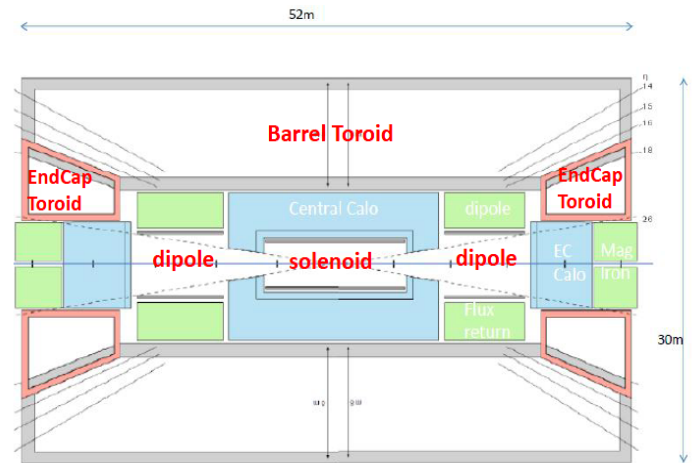 52m
η
14
15
16
18
Barrel Toroid
EndCap
Toroid
EndCap
Toroid
Central Calo
dipole
26
dipole
solenoid
dipole
EC
Calo
Mag
Iron
Flux
return
30m